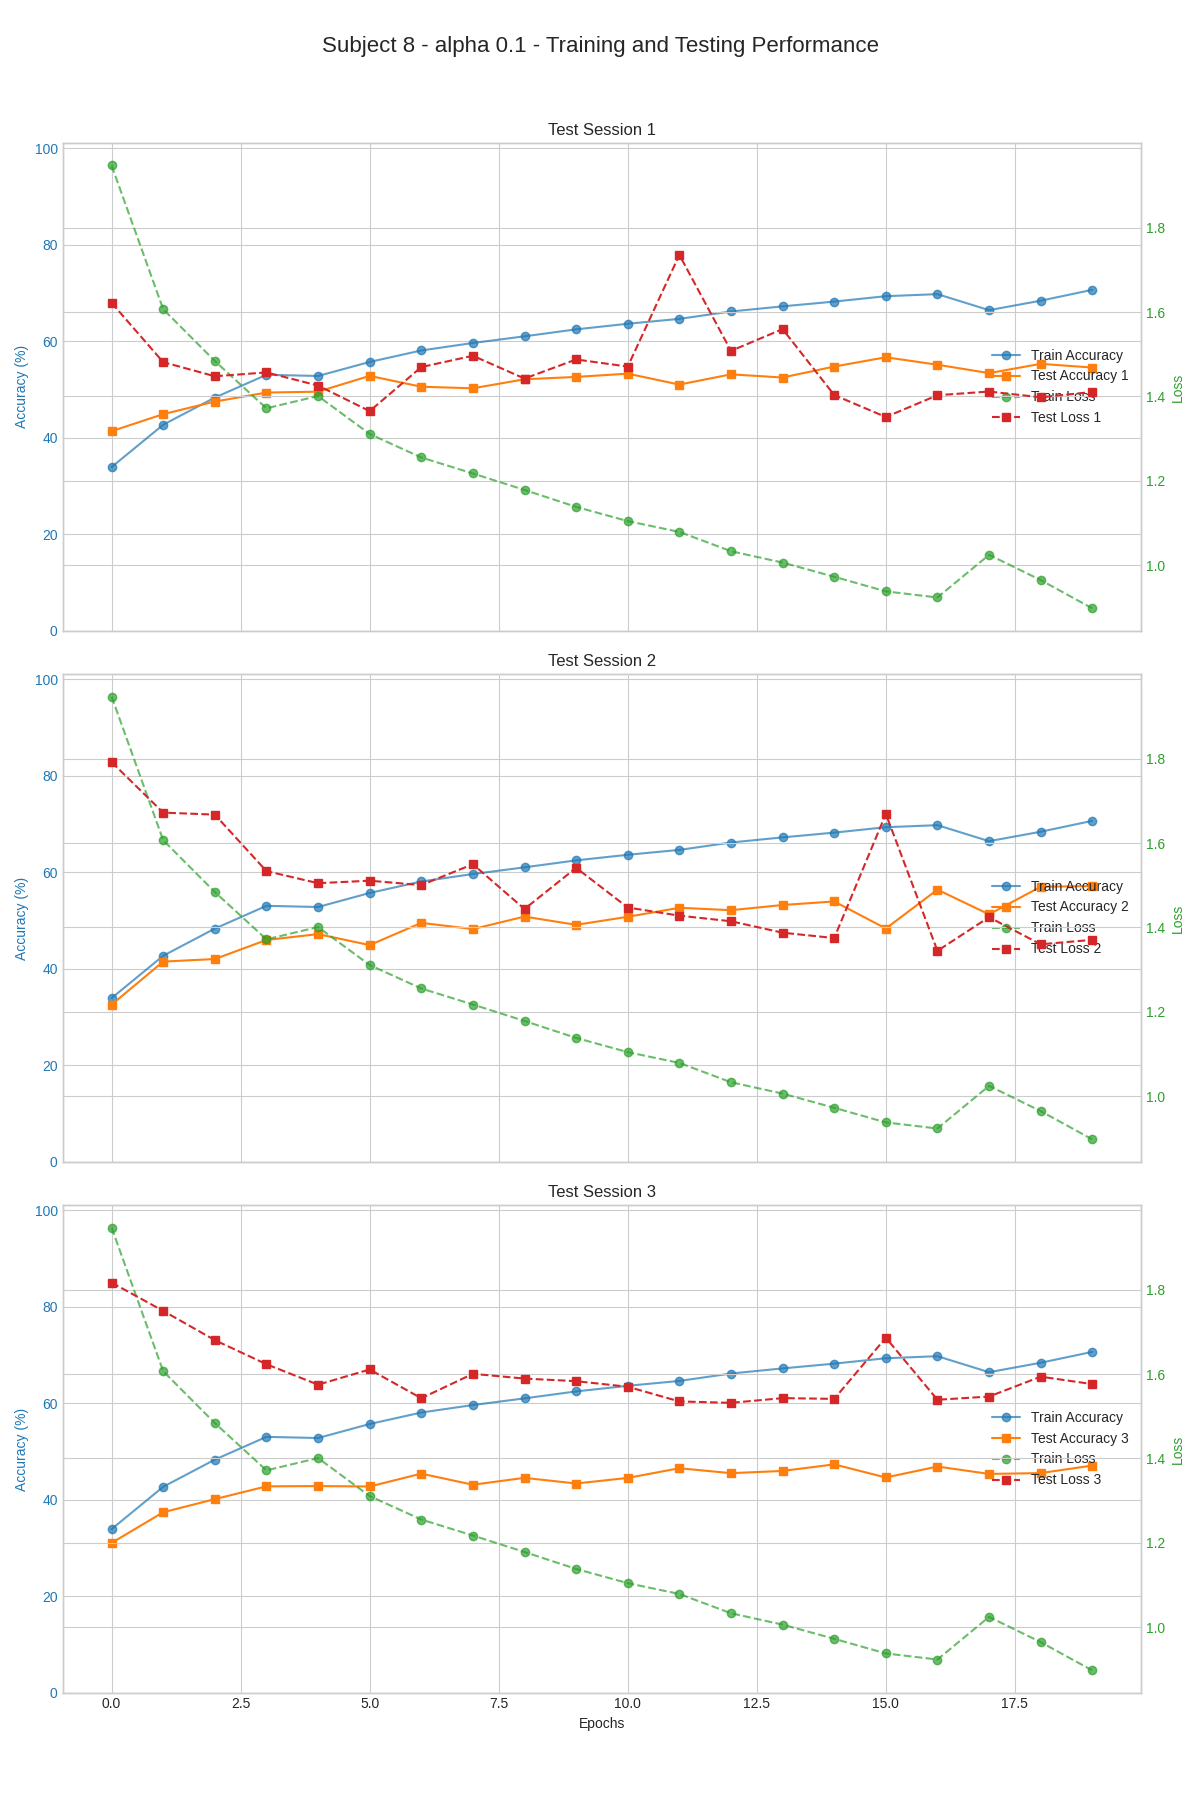 Subject 8 - alpha 0.1 - Training and Testing Performance
Test Session 1
100
80
60
40
20
0
Accuracy (%)
1.8
1.6
1.4
1.2
1.0
Loss
Train Accuracy
Test Accuracy 1
Train Loss
Test Loss 1
Test Session 2
100
80
60
40
20
0
Accuracy (%)
1.8
1.6
1.4
1.2
1.0
Loss
Train Accuracy
Test Accuracy 2
Train Loss
Test Loss 2
Test Session 3
100
80
60
40
20
0
Accuracy (%)
1.8
1.6
1.4
1.2
1.0
Loss
Train Accuracy
Test Accuracy 3
Train Loss
Test Loss 3
0.0 2.5 5.0 7.5 10.0 12.5 15.0 17.5
Epochs